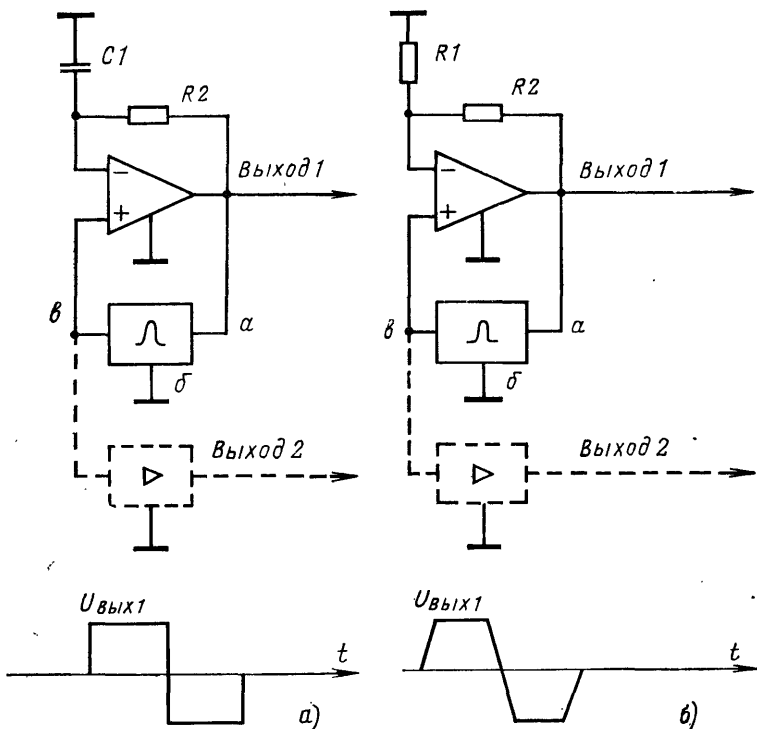 C1
R2
Выход 1
−
+
в
а
б
Выход 2
Uвых1
t
а)
R1
R2
Выход 1
−
+
в
а
б
Выход 2
Uвых1
t
б)